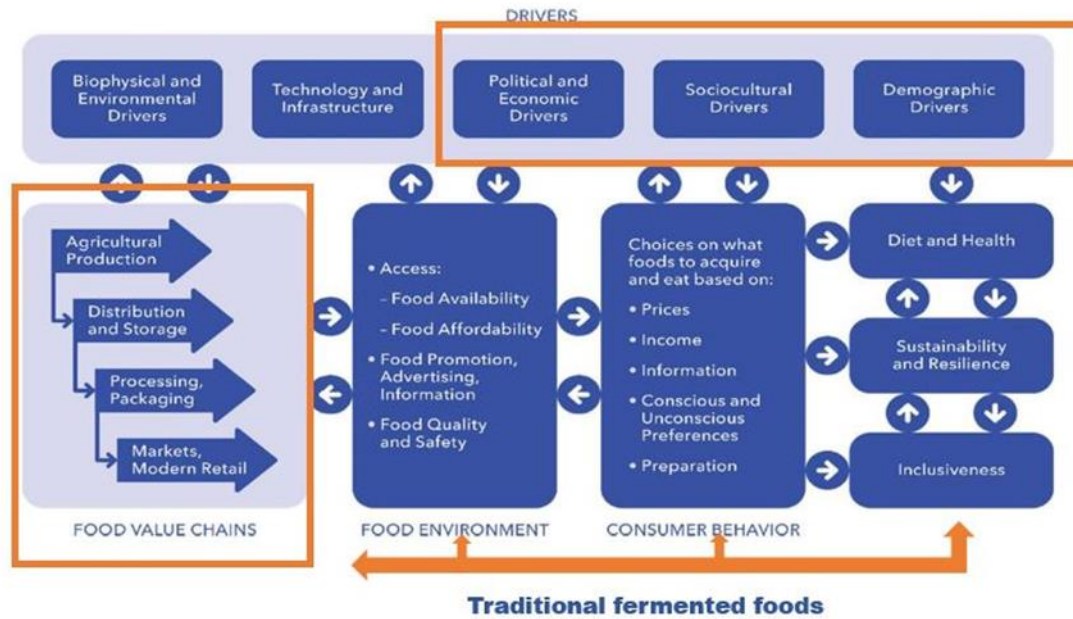 DRIVERS
Biophysical and
Environmental
Drivers
Technology and
Infrastructure
Political and
Economic
Drivers
Sociocultural
Drivers
Demographic
Drivers
Agricultural
Production
Distribution
and Storage
Processing,
Packaging
Markets,
Modern Retail
FOOD VALUE CHAINS
• Access:
– Food Availability
– Food Affordability
• Food Promotion,
Advertising,
Information
• Food Quality
and Safety
FOOD ENVIRONMENT
Choices on what
foods to acquire
and eat based on:
• Prices
• Income
• Information
• Conscious and
Unconscious
Preferences
• Preparation
CONSUMER BEHAVIOR
Diet and Health
Sustainability
and Resilience
Inclusiveness
Traditional fermented foods